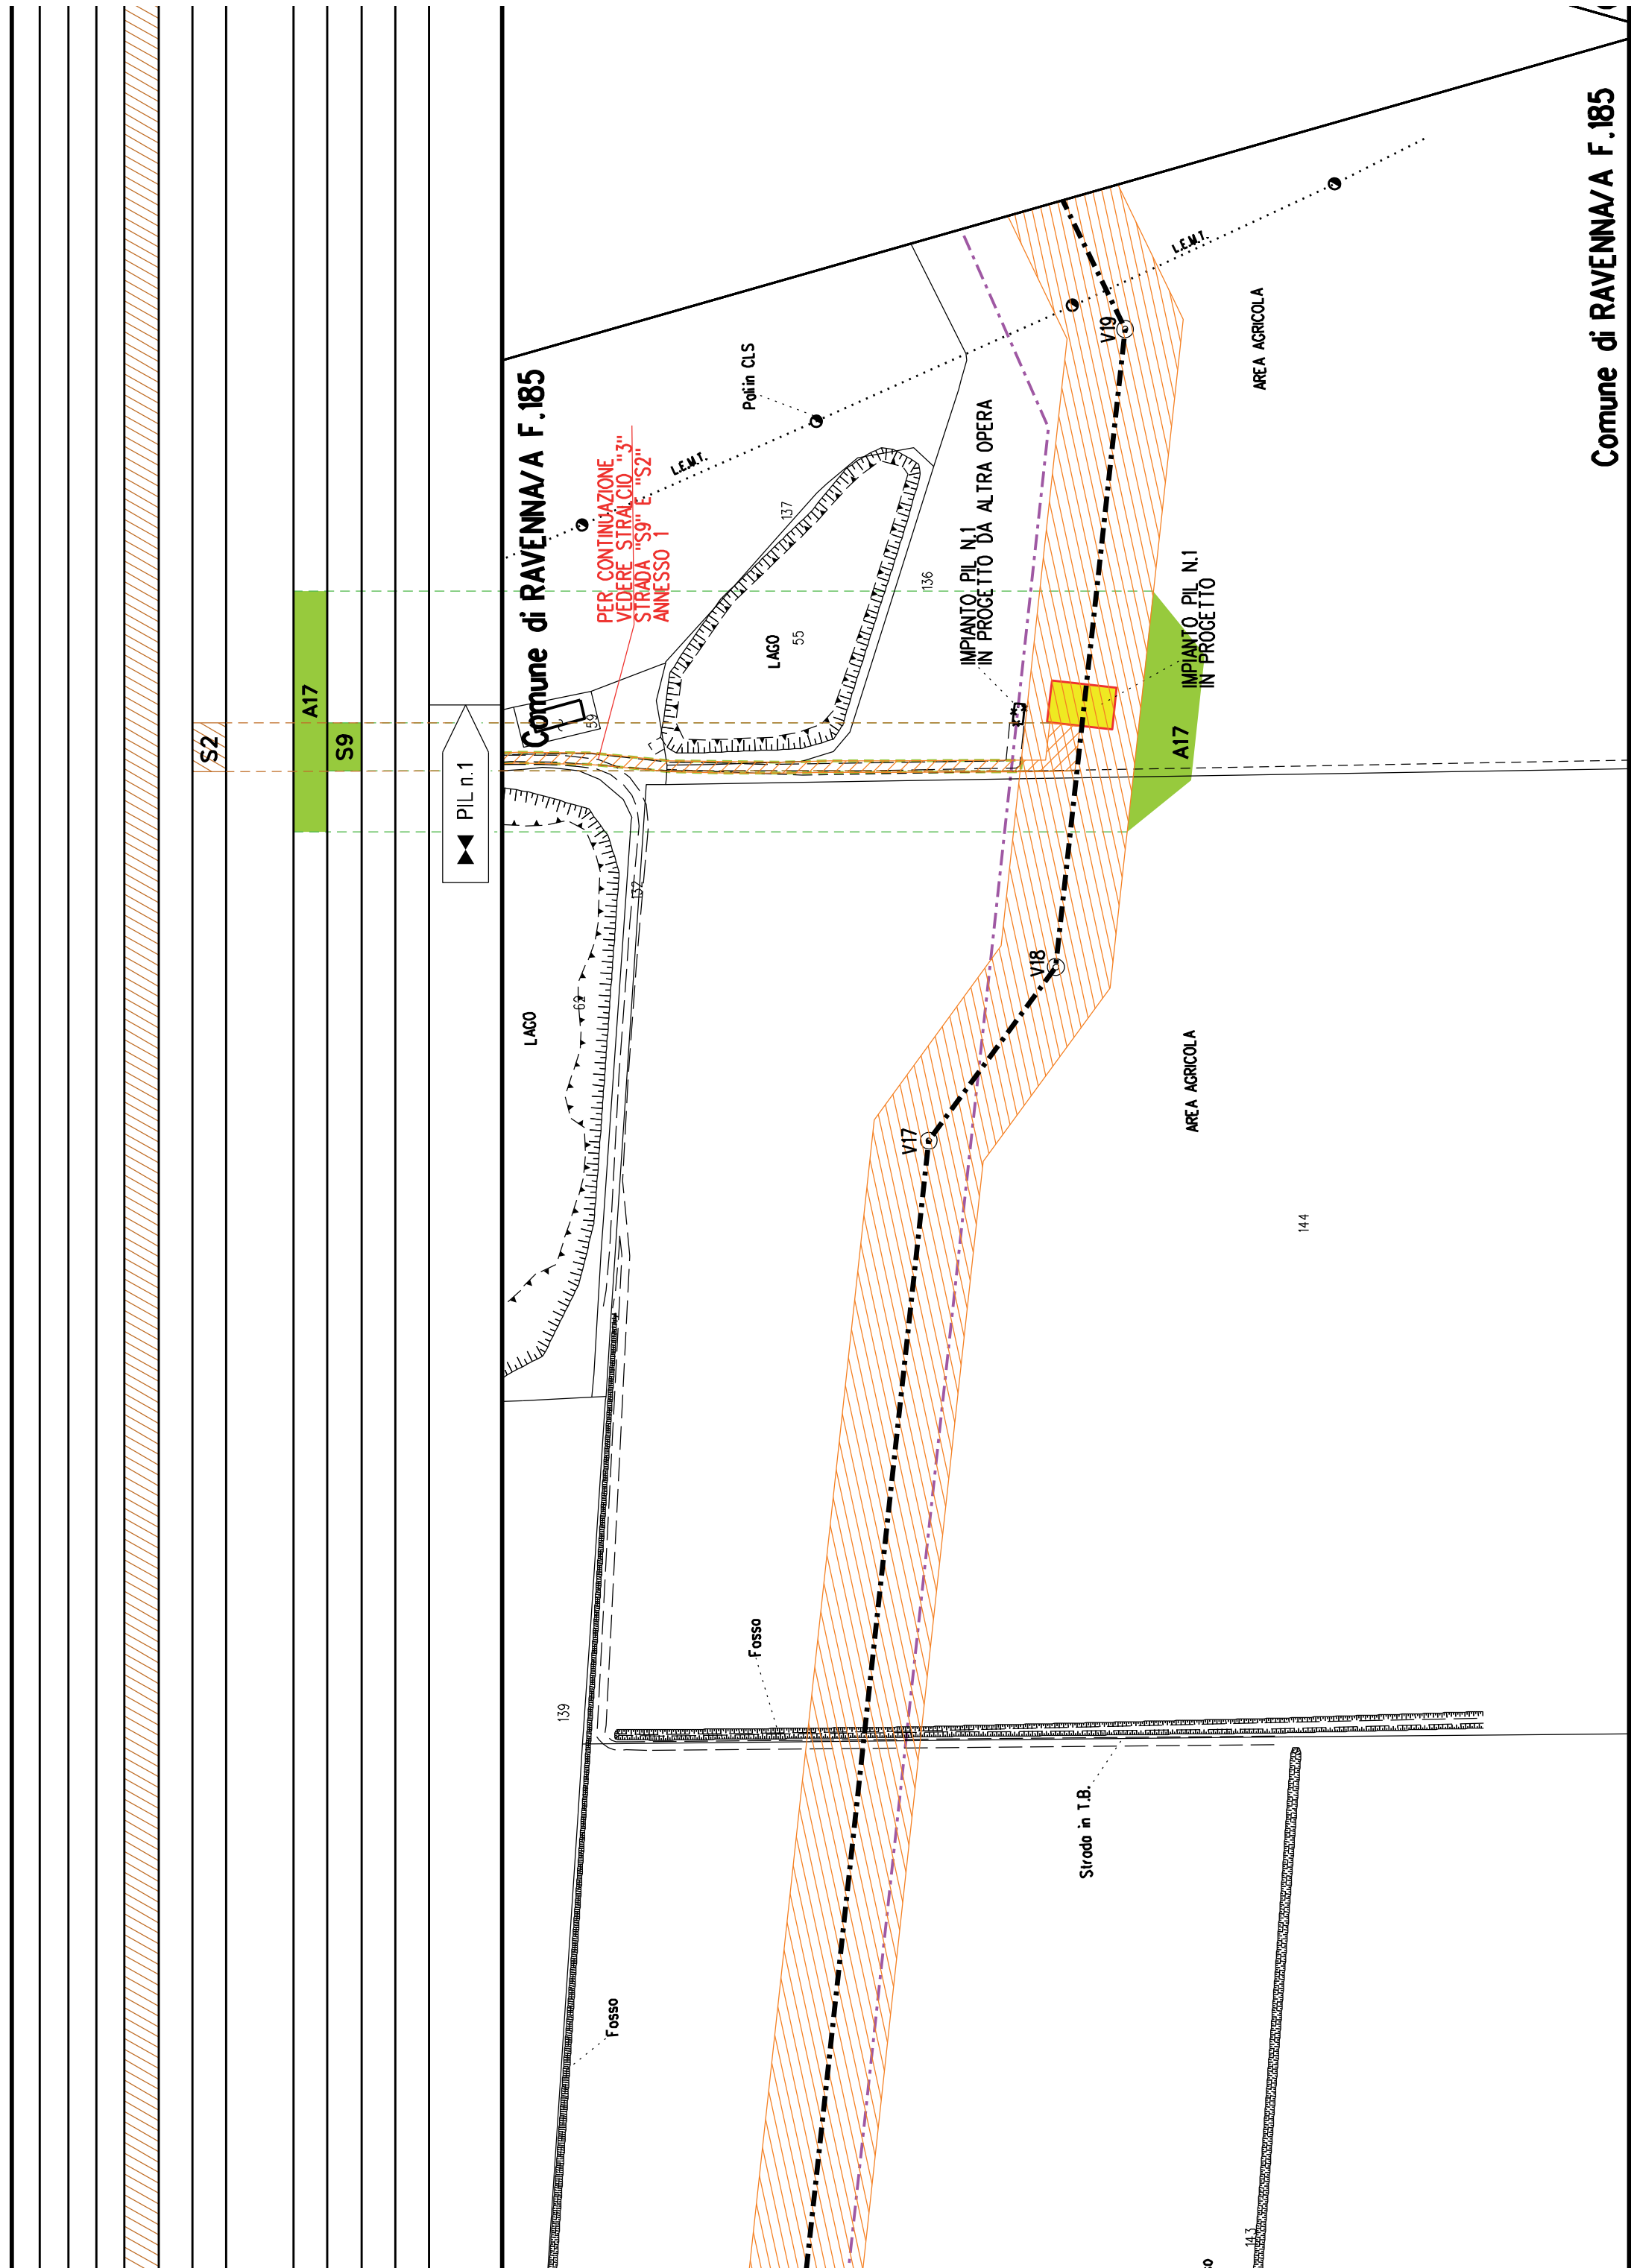 S2
A17
S9
PIL n.1
Comune di RAVENNA/A F.185
PER CONTINUAZIONE
VEDERE STRALCIO "3"
STRADA "S9" E "S2"
ANNESSO 1
Pali in CLS
L.E.M.T.
L.E.M.T.
137
136
LAGO
55
59
LAGO
62
132
IMPIANTO PIL N.1
IN PROGETTO DA ALTRA OPERA
IMPIANTO PIL N.1
IN PROGETTO
A17
V19
V18
V17
AREA AGRICOLA
AREA AGRICOLA
144
139
Fosso
Fosso
Strada in T.B.
143
Comune di RAVENNA/A F.185